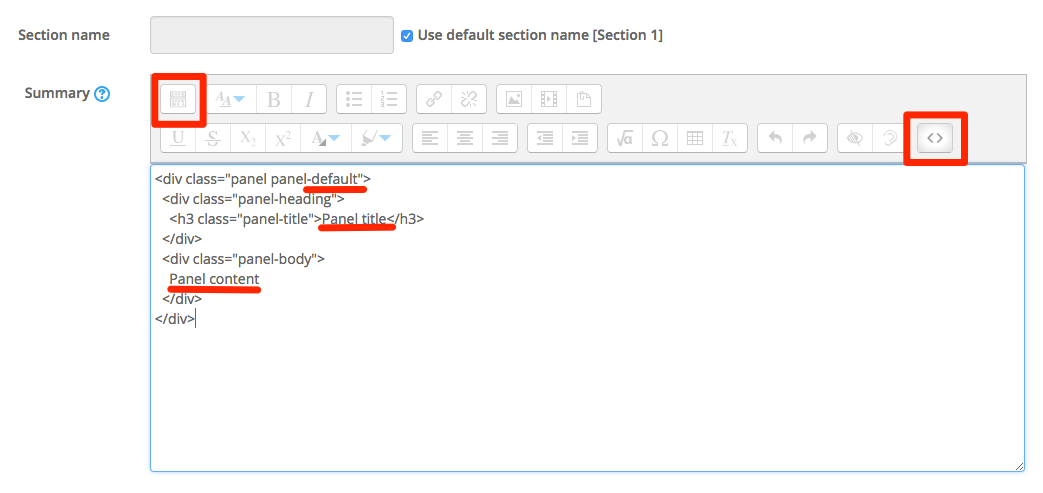 Section name
Use default section name [Section 1]
Summary
<div class="panel panel-default">
<div class="panel-heading">
<h3 class="panel-title">Panel title</h3>
</div>
<div class="panel-body">
Panel content
</div>
</div>